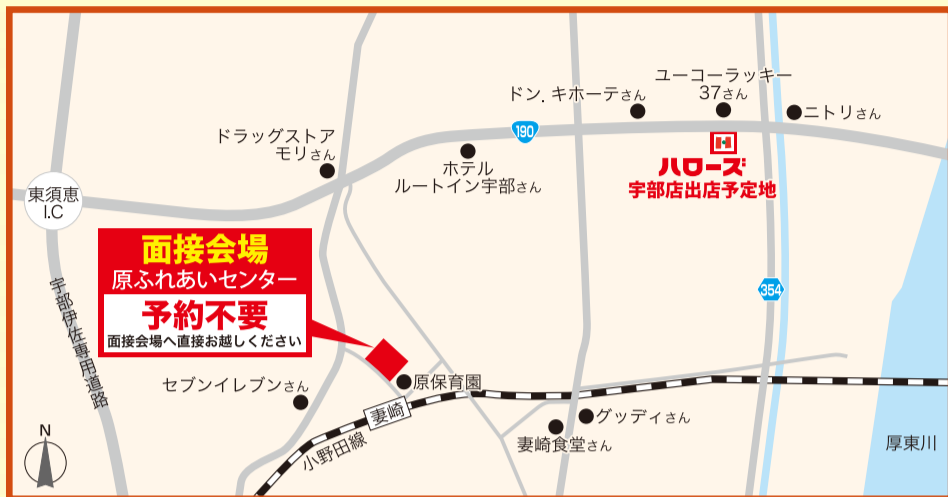 ユーコーラッキー
37さん
ドン.キホーテさん
ニトリさん
190
ドラッグストア
モリさん
ホテル
ルートイン宇部さん
ハローズ
宇部店出店予定地
東須恵
I.C
面接会場
原ふれあいセンター
予約不要
面接会場へ直接お越しください
354
宇部伊佐専用道路
セブンイレブンさん
原保育園
妻崎
小野田線
グッディさん
妻崎食堂さん
厚東川
N